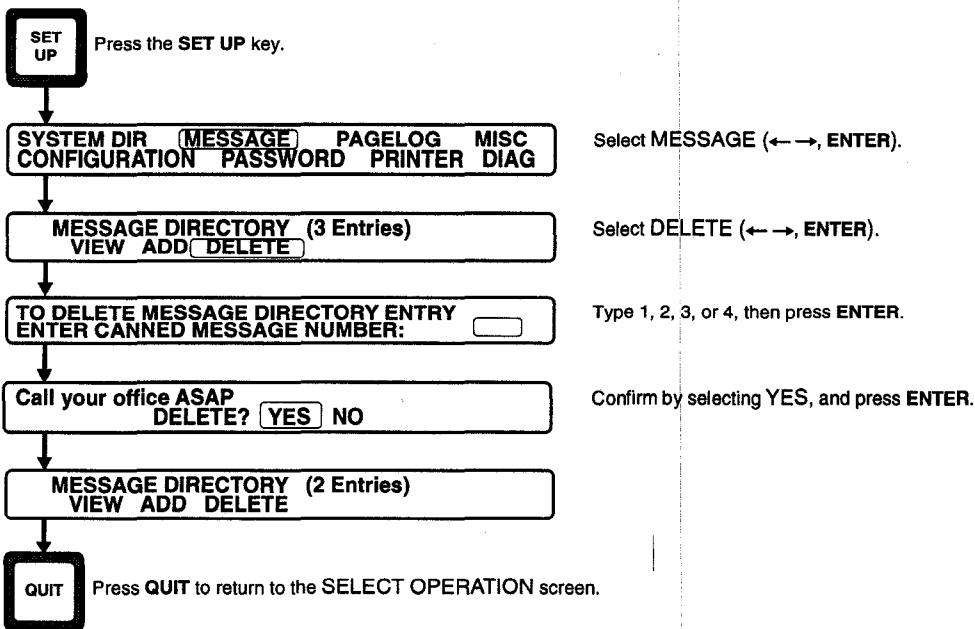 SET
UP
Press the SET UP key.
SYSTEM DIR MESSAGE PAGELOG MISC
CONFIGURATION PASSWORD PRINTER DIAG
Select MESSAGE (← →, ENTER).
MESSAGE DIRECTORY (3 Entries)
VIEW ADD DELETE
Select DELETE (← →, ENTER).
TO DELETE MESSAGE DIRECTORY ENTRY
ENTER CANNED MESSAGE NUMBER:
Type 1, 2, 3, or 4, then press ENTER.
Call your office ASAP
DELETE? YES NO
Confirm by selecting YES, and press ENTER.
MESSAGE DIRECTORY (2 Entries)
VIEW ADD DELETE
QUIT
Press QUIT to return to the SELECT OPERATION screen.